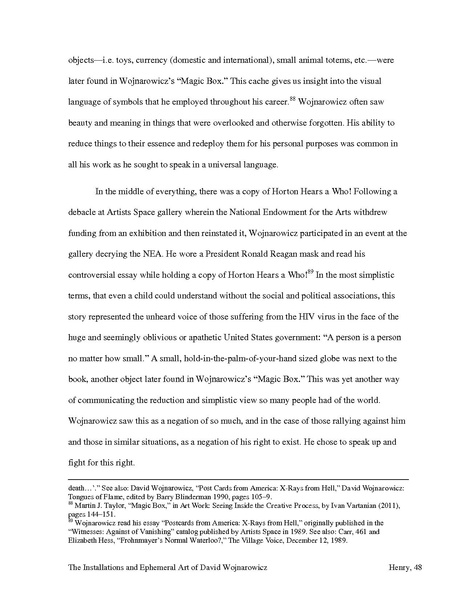 objects—i.e. toys, currency (domestic and international), small animal totems, etc.—were
later found in Wojnarowicz's "Magic Box." This cache gives us insight into the visual
language of symbols that he employed throughout his career.88 Wojnarowicz often saw
beauty and meaning in things that were overlooked and otherwise forgotten. His ability to
reduce things to their essence and redeploy them for his personal purposes was common in
all his work as he sought to speak in a universal language.
In the middle of everything, there was a copy of Horton Hears a Who! Following a
debacle at Artists Space gallery wherein the National Endowment for the Arts withdrew
funding from an exhibition and then reinstated it, Wojnarowicz participated in an event at the
gallery decrying the NEA. He wore a President Ronald Reagan mask and read his
controversial essay while holding a copy of Horton Hears a Who!89 In the most simplistic
terms, that even a child could understand without the social and political associations, this
story represented the unheard voice of those suffering from the HIV virus in the face of the
huge and seemingly oblivious or apathetic United States government: "A person is a person
no matter how small." A small, hold-in-the-palm-of-your-hand sized globe was next to the
book, another object later found in Wojnarowicz's "Magic Box." This was yet another way
of communicating the reduction and simplistic view so many people had of the world.
Wojnarowicz saw this as a negation of so much, and in the case of those rallying against him
and those in similar situations, as a negation of his right to exist. He chose to speak up and
fight for this right.
death…'." See also: David Wojnarowicz, "Post Cards from America: X-Rays from Hell," David Wojnarowicz:
Tongues of Flame, edited by Barry Blinderman 1990, pages 105–9.
88 Martin J. Taylor, "Magic Box," in Art Work: Seeing Inside the Creative Process, by Ivan Vartanian (2011),
pages 144–151.
89 Wojnarowicz read his essay "Postcards from America: X-Rays from Hell," originally published in the
"Witnesses: Against of Vanishing" catalog published by Artists Space in 1989. See also: Carr, 461 and
Elizabeth Hess, "Frohnmayer's Normal Waterloo?," The Village Voice, December 12, 1989.
The Installations and Ephemeral Art of David Wojnarowicz Henry, 48